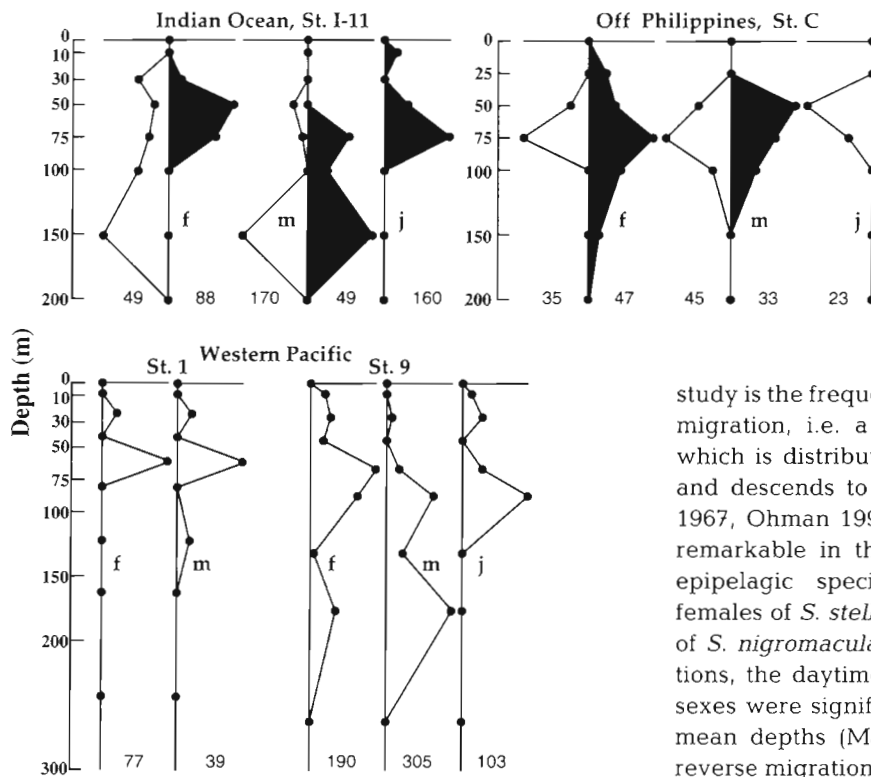 Indian Ocean, St. I-11
Off Philippines, St. C
0
10
30
50
75
100
150
200
f
m
j
49 88 170 49 160
0
25
50
75
100
150
200
f
m
j
35 47 45 33 23
Depth (m)
Western Pacific
St. 1
St. 9
0
10
30
50
75
100
150
200
300
f
m
f
m
j
77 39 190 305 103
study is the freque
migration, i.e. a
which is distribut
and descends to
1967, Ohman 199
remarkable in th
epipelagic speci
females of S. stel
of S. nigromacula
tions, the daytim
sexes were signif
mean depths (M
reverse migration